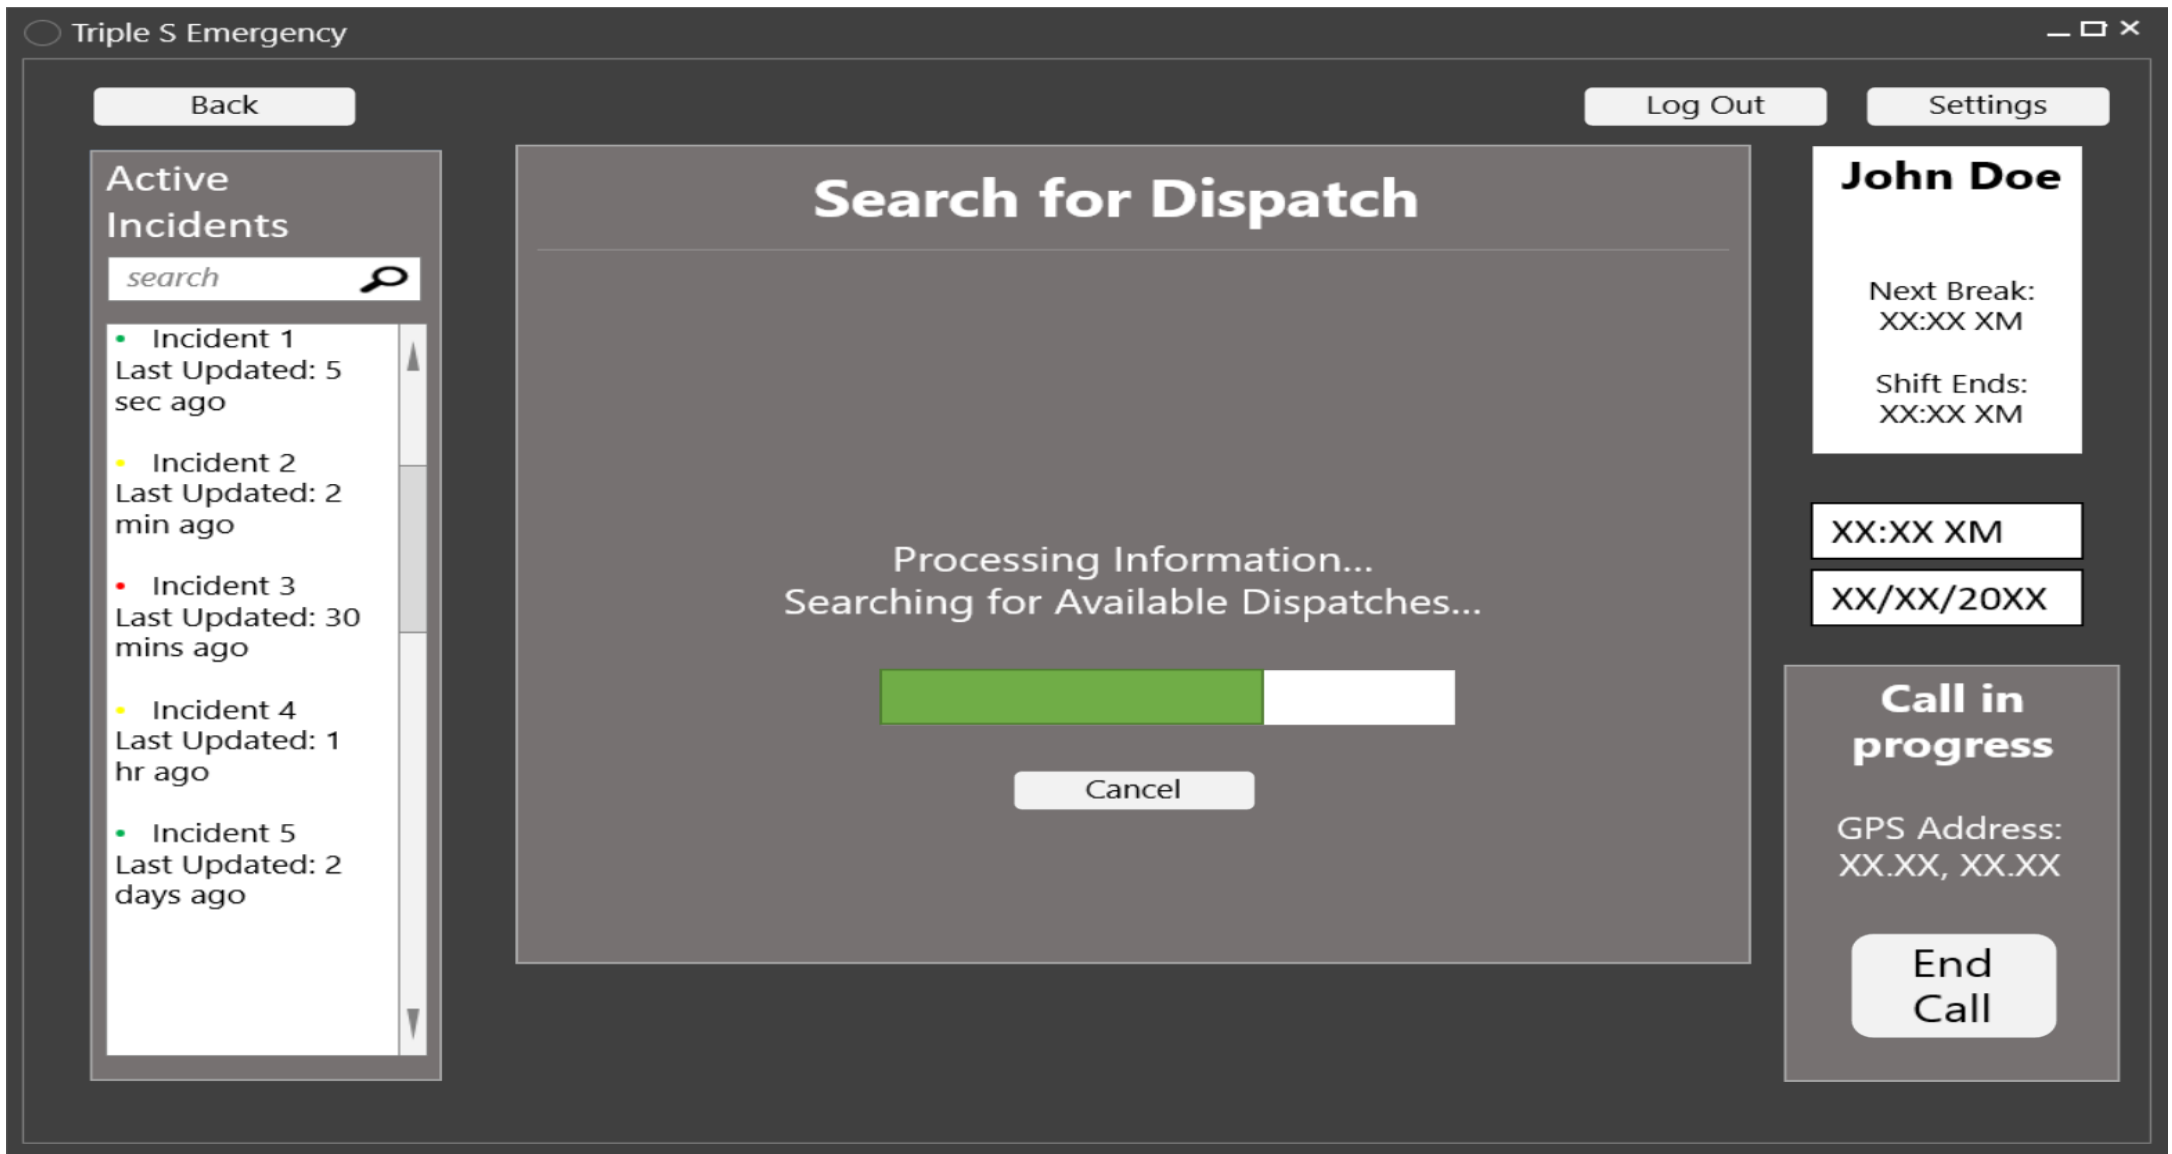 Triple S Emergency
Back
Log Out
Settings
Active
Incidents
search
• Incident 1
Last Updated: 5
sec ago
• Incident 2
Last Updated: 2
min ago
• Incident 3
Last Updated: 30
mins ago
• Incident 4
Last Updated: 1
hr ago
• Incident 5
Last Updated: 2
days ago
Search for Dispatch
Processing Information...
Searching for Available Dispatches...
Cancel
John Doe
Next Break:
XX:XX XM
Shift Ends:
XX:XX XM
XX:XX XM
XX/XX/20XX
Call in
progress
GPS Address:
XX.XX, XX.XX
End
Call